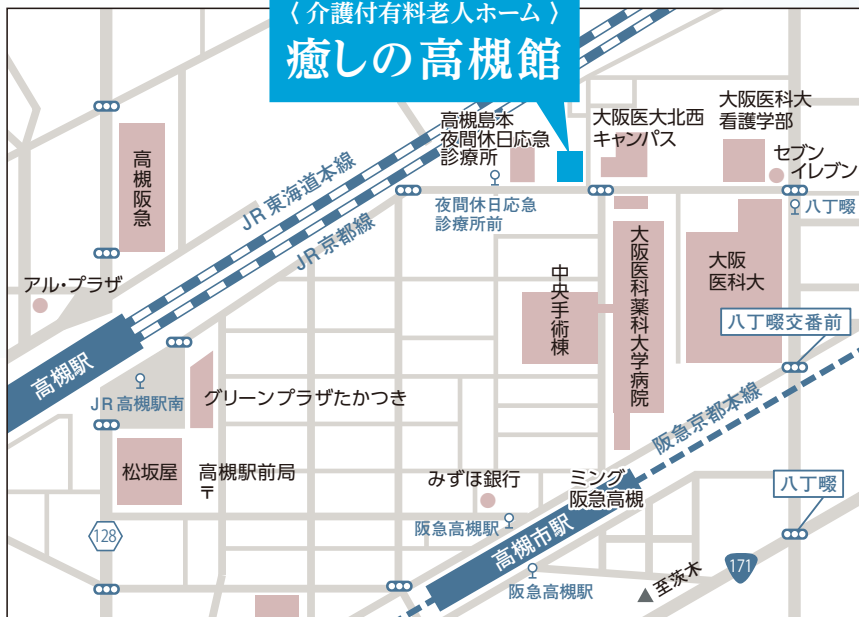 〈 介護付有料老人ホーム 〉
癒しの高槻館
高槻島本
夜間休日応急
診療所
大阪医大北西
キャンパス
大阪医科大
看護学部
セブン
イレブン
高槻阪急
JR東海道本線
JR京都線
夜間休日応急
診療所前
八丁畷
アル・プラザ
中央手術棟
大阪医科薬科大学病院
大阪
医科大
八丁畷交番前
高槻駅
JR高槻駅南
グリーンプラザたかつき
阪急京都本線
松坂屋
高槻駅前局
〒
みずほ銀行
ミング
阪急高槻
八丁畷
128
阪急高槻駅
高槻市駅
阪急高槻駅
▲至茨木
171